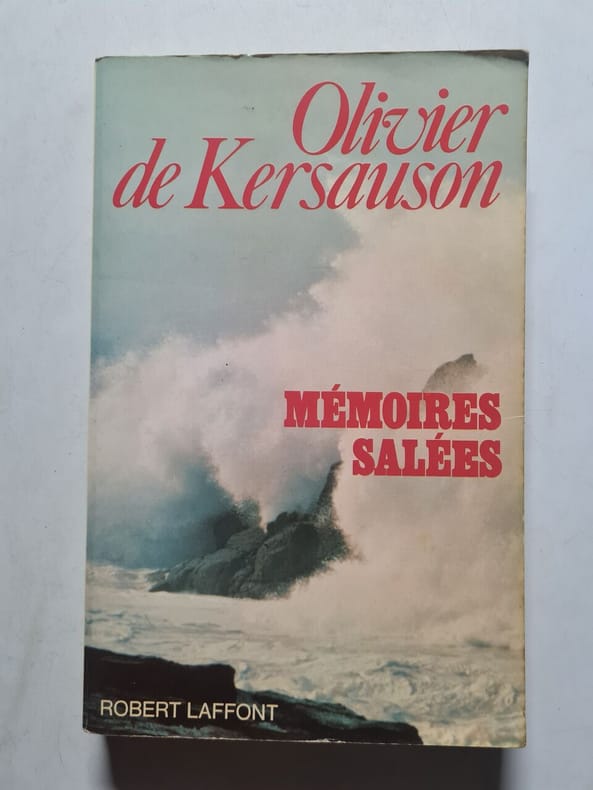 Olivier
de Kersauson
MÉMOIRES
SALÉES
ROBERT LAFFONT